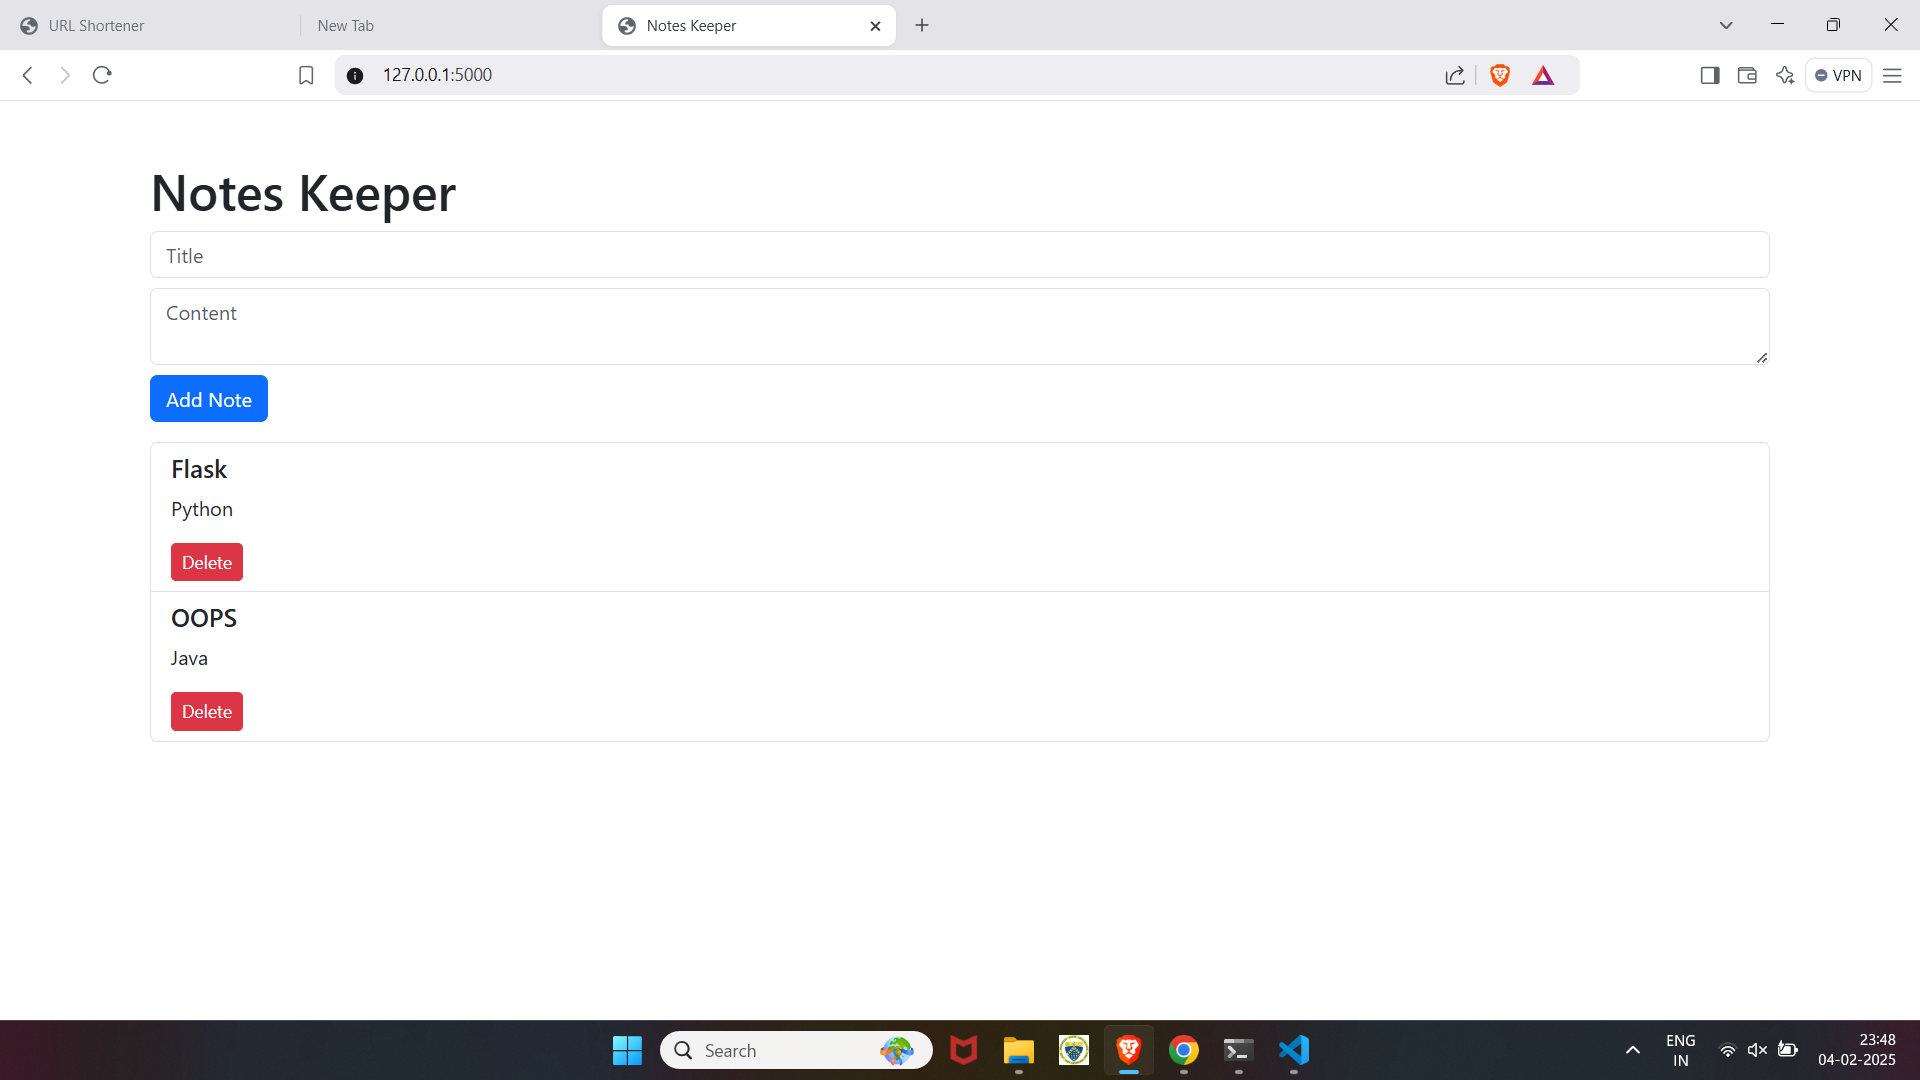 URL Shortener
New Tab
Notes Keeper
127.0.0.1:5000
VPN
Notes Keeper
Title
Content
Add Note
Flask
Python
Delete
OOPS
Java
Delete
Search
ENG
IN
23:48
04-02-2025